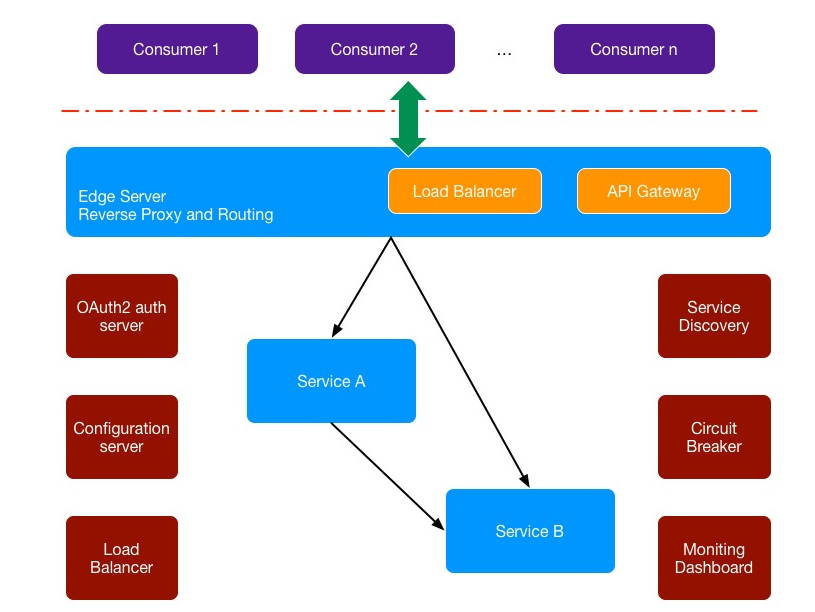 Consumer 1
Consumer 2
...
Consumer n
Edge Server
Reverse Proxy and Routing
Load Balancer
API Gateway
OAuth2 auth
server
Service
Discovery
Service A
Configuration
server
Circuit
Breaker
Service B
Load
Balancer
Moniting
Dashboard